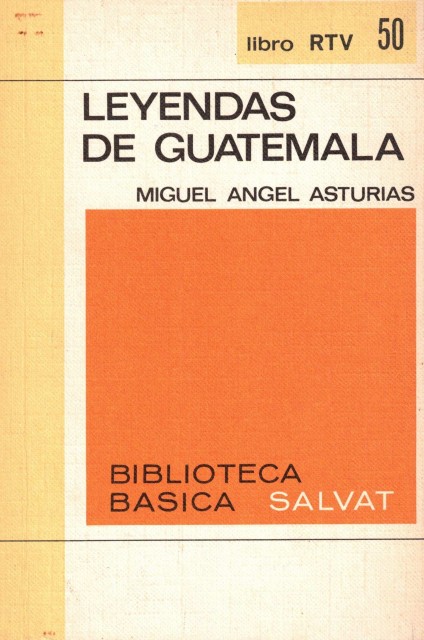 libro RTV 50
LEYENDAS
DE GUATEMALA
MIGUEL ANGEL ASTURIAS
BIBLIOTECA
BASICA SALVAT